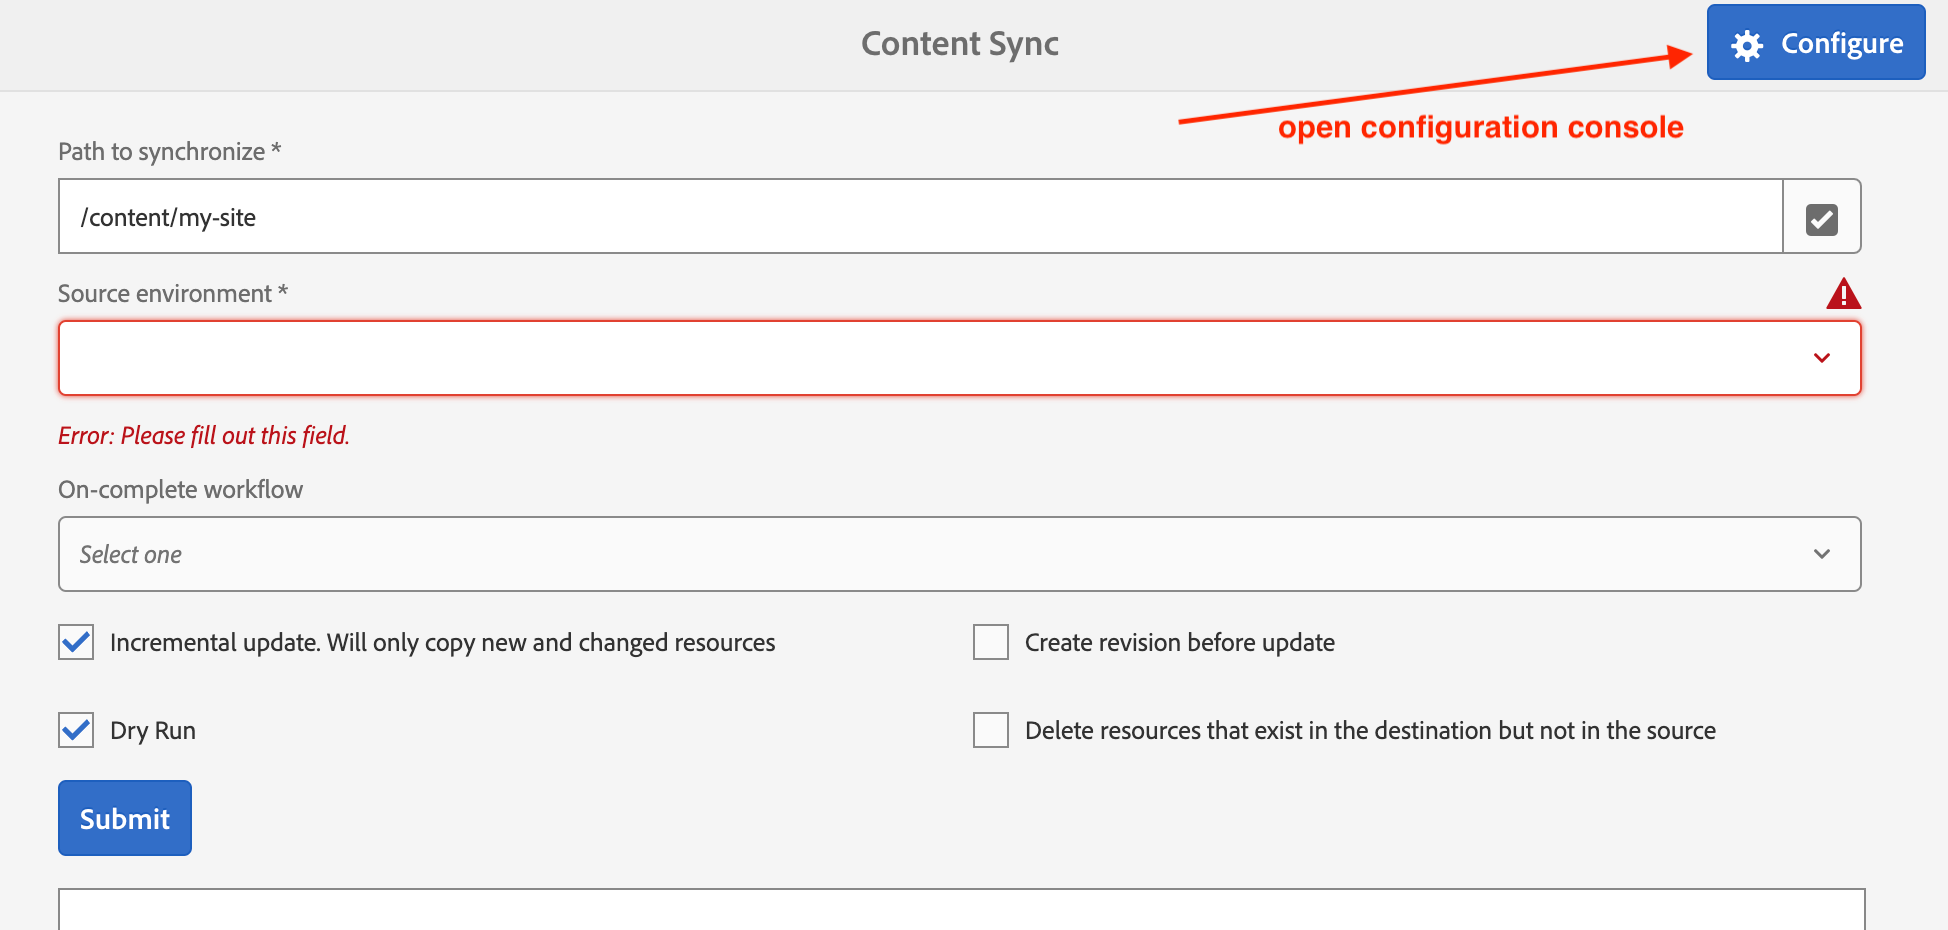 Content Sync
Configure
open configuration console
Path to synchronize *
/content/my-site
Source environment *
Error: Please fill out this field.
On-complete workflow
Select one
Incremental update. Will only copy new and changed resources
Create revision before update
Dry Run
Delete resources that exist in the destination but not in the source
Submit